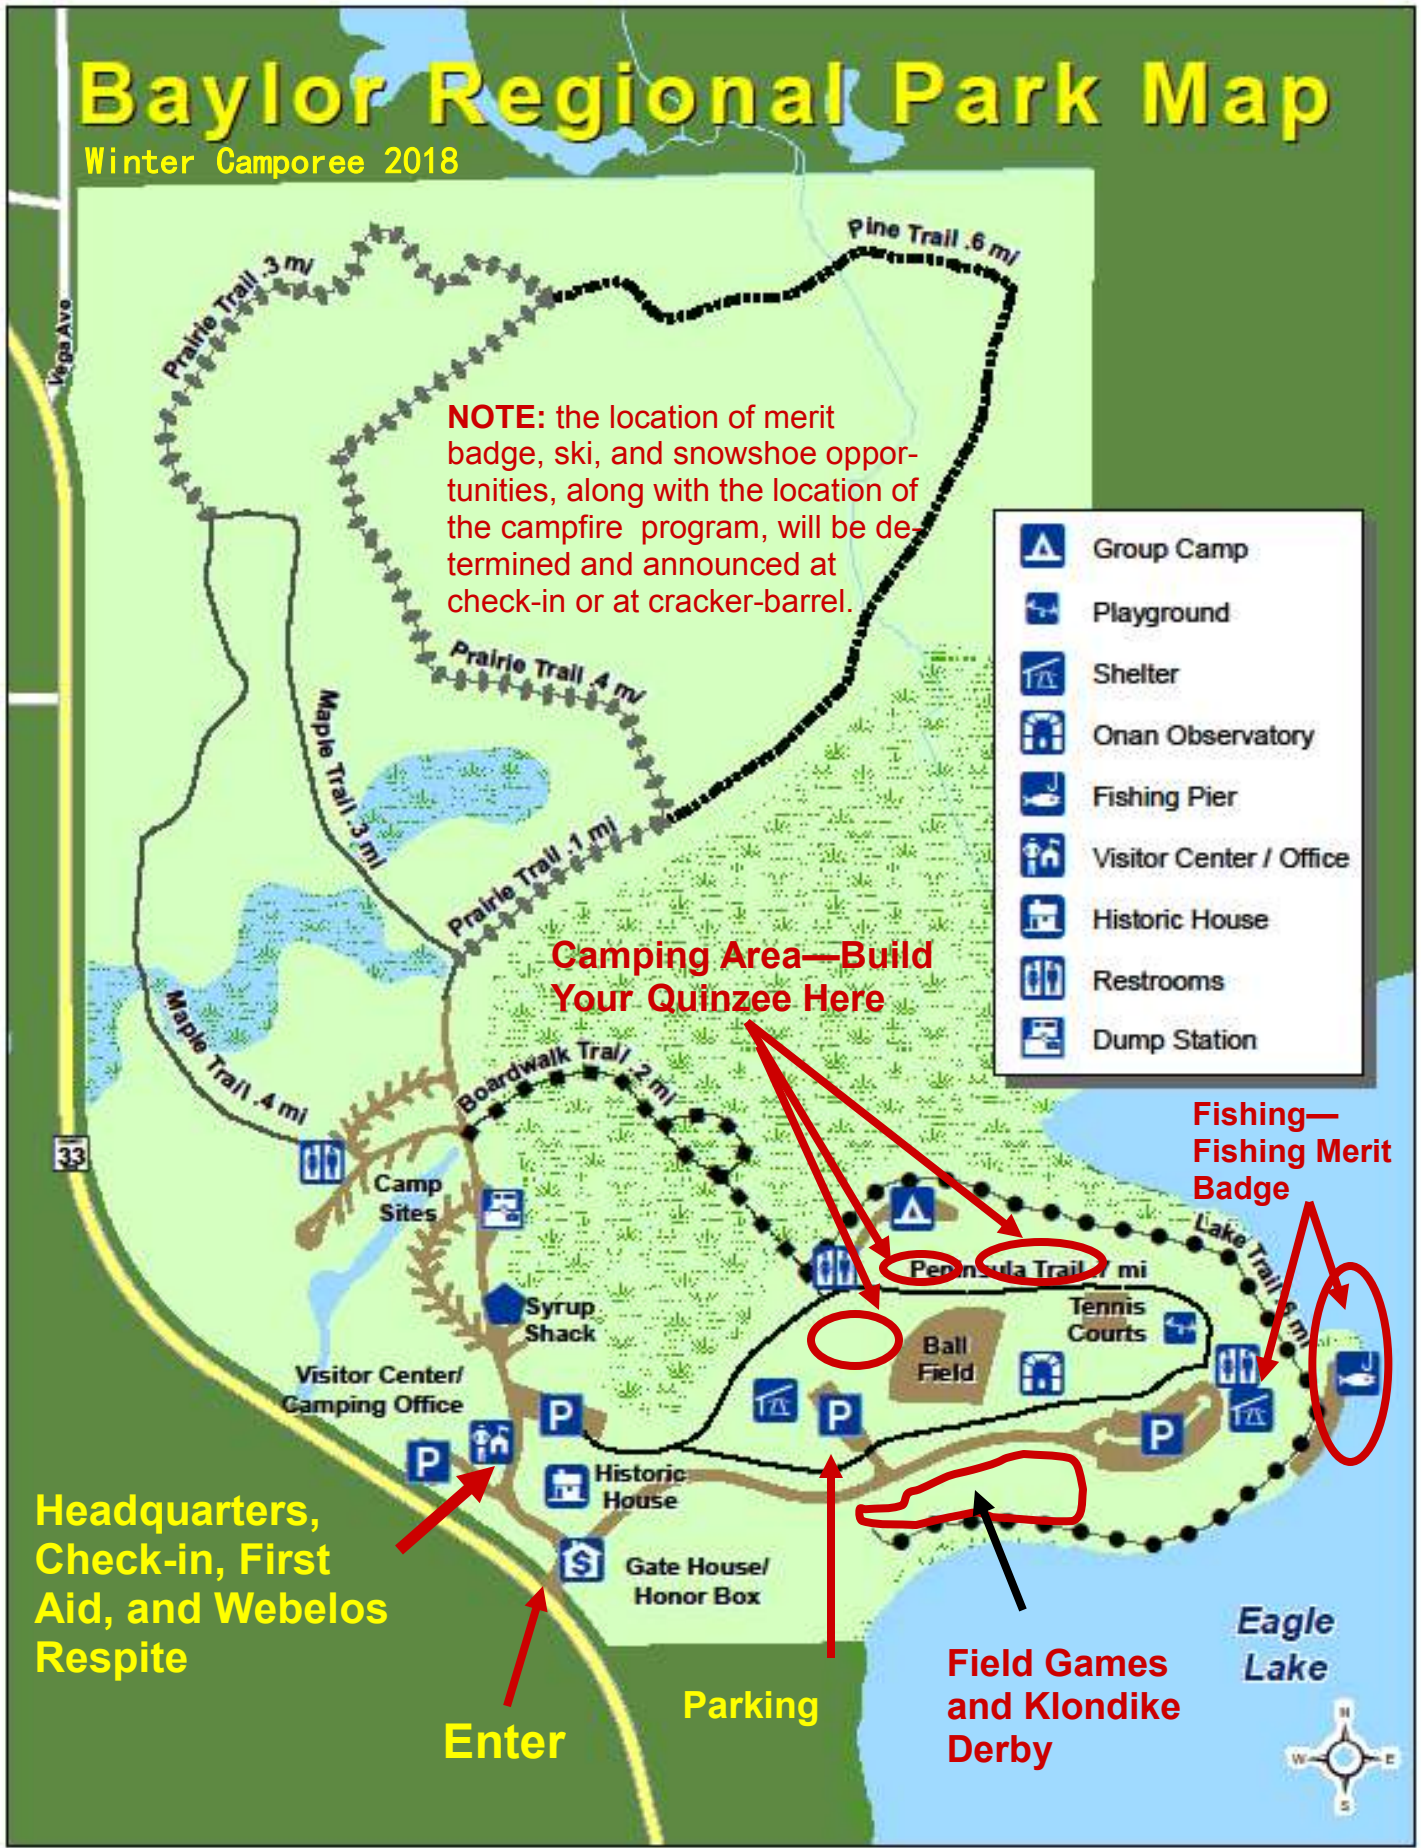 Baylor Regional Park Map
Winter Camporee 2018
Pine Trail .6 mi
Prairie Trail .3 mi
Vega Ave
NOTE: the location of merit
badge, ski, and snowshoe oppor-
tunities, along with the location of
the campfire program, will be de-
termined and announced at
check-in or at cracker-barrel.
Group Camp
Playground
Shelter
Onan Observatory
Fishing Pier
Visitor Center / Office
Historic House
Restrooms
Dump Station
Prairie Trail .4 mi
Maple Trail .3 mi
Prairie Trail .1 mi
Camping Area—Build
Your Quinzee Here
Maple Trail .4 mi
Boardwalk Trail .2 mi
Fishing—
Fishing Merit
Badge
33
Camp
Sites
Lake Trail .6 mi
Peninsula Trail .7 mi
Syrup
Shack
Tennis
Courts
Ball
Field
Visitor Center/
Camping Office
P
P
P
P
Historic
House
Headquarters,
Check-in, First
Aid, and Webelos
Respite
$
Gate House/
Honor Box
Eagle
Lake
Field Games
and Klondike
Derby
Parking
Enter
N
W E
S